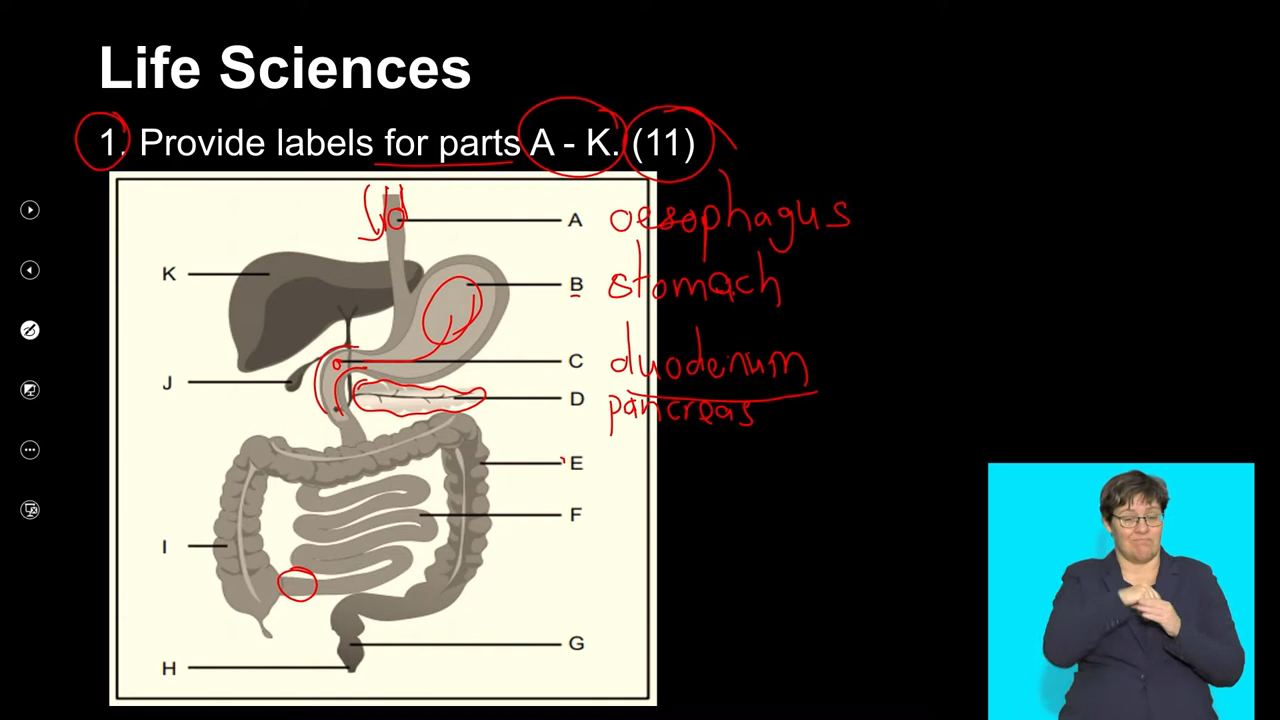 Life Sciences
1. Provide labels for parts A - K. (11)
A oesophagus
K
B stomach
C duodenum
J
D pancreas
E
F
I
G
H